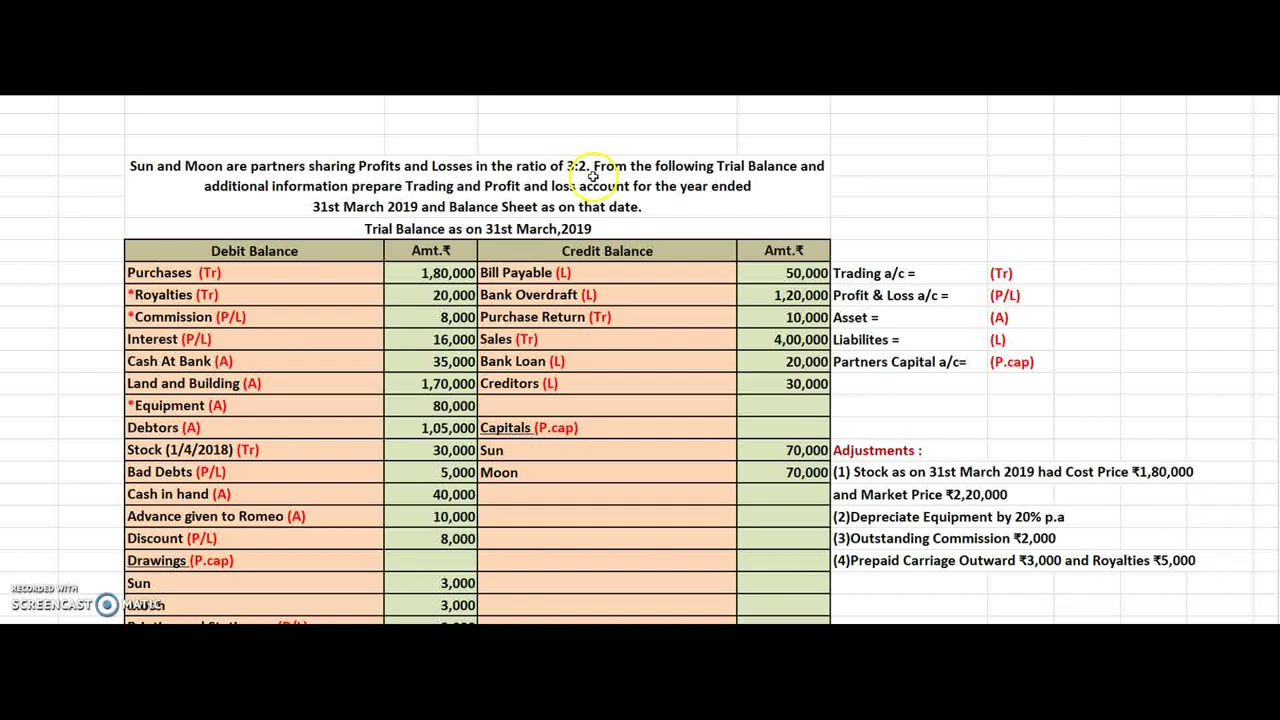 Sun and Moon are partners sharing Profits and Losses in the ratio of 3:2. From the following Trial Balance and
additional information prepare Trading and Profit and loss account for the year ended
31st March 2019 and Balance Sheet as on that date.
Trial Balance as on 31st March,2019
Debit Balance Amt.₹ Credit Balance Amt.₹
Purchases (Tr) 1,80,000 Bill Payable (L) 50,000 Trading a/c = (Tr)
*Royalties (Tr) 20,000 Bank Overdraft (L) 1,20,000 Profit & Loss a/c = (P/L)
*Commission (P/L) 8,000 Purchase Return (Tr) 10,000 Asset = (A)
Interest (P/L) 16,000 Sales (Tr) 4,00,000 Liabilites = (L)
Cash At Bank (A) 35,000 Bank Loan (L) 20,000 Partners Capital a/c= (P.cap)
Land and Building (A) 1,70,000 Creditors (L) 30,000
*Equipment (A) 80,000
Debtors (A) 1,05,000 Capitals (P.cap)
Stock (1/4/2018) (Tr) 30,000 Sun 70,000 Adjustments :
Bad Debts (P/L) 5,000 Moon 70,000 (1) Stock as on 31st March 2019 had Cost Price ₹1,80,000
Cash in hand (A) 40,000 and Market Price ₹2,20,000
Advance given to Romeo (A) 10,000 (2)Depreciate Equipment by 20% p.a
Discount (P/L) 8,000 (3)Outstanding Commission ₹2,000
Drawings (P.cap) (4)Prepaid Carriage Outward ₹3,000 and Royalties ₹5,000
Sun 3,000
3,000
RECORDED WITH
SCREENCAST MATIC